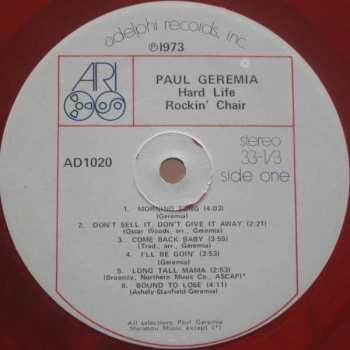 adelphi records, inc.
℗1973
ARI
PAUL GEREMIA
Hard Life
Rockin' Chair
stereo
33-1/3
side one
AD1020
1. MORNING SONG (4:03)
(Geremia)
2. DON'T SELL IT, DON'T GIVE IT AWAY (2:21)
(Oscar Woods, arr., Geremia)
3. COME BACK BABY (3:55)
(Trad., arr., Geremia)
4. I'LL BE GOIN' (2:53)
(Geremia)
5. LONG TALL MAMA (2:53)
(Broonzy, Northern Music Co., ASCAP)*
6. BOUND TO LOSE (4:11)
(Ashely-Stanfield-Geremia)
All selections, Paul Geremia
Marabou Music, except (*)